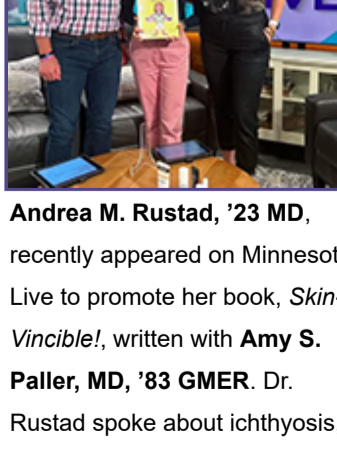 Andrea M. Rustad, ’23 MD,
recently appeared on Minnesot
Live to promote her book, Skin-
Vincible!, written with Amy S.
Paller, MD, ’83 GMER. Dr.
Rustad spoke about ichthyosis.